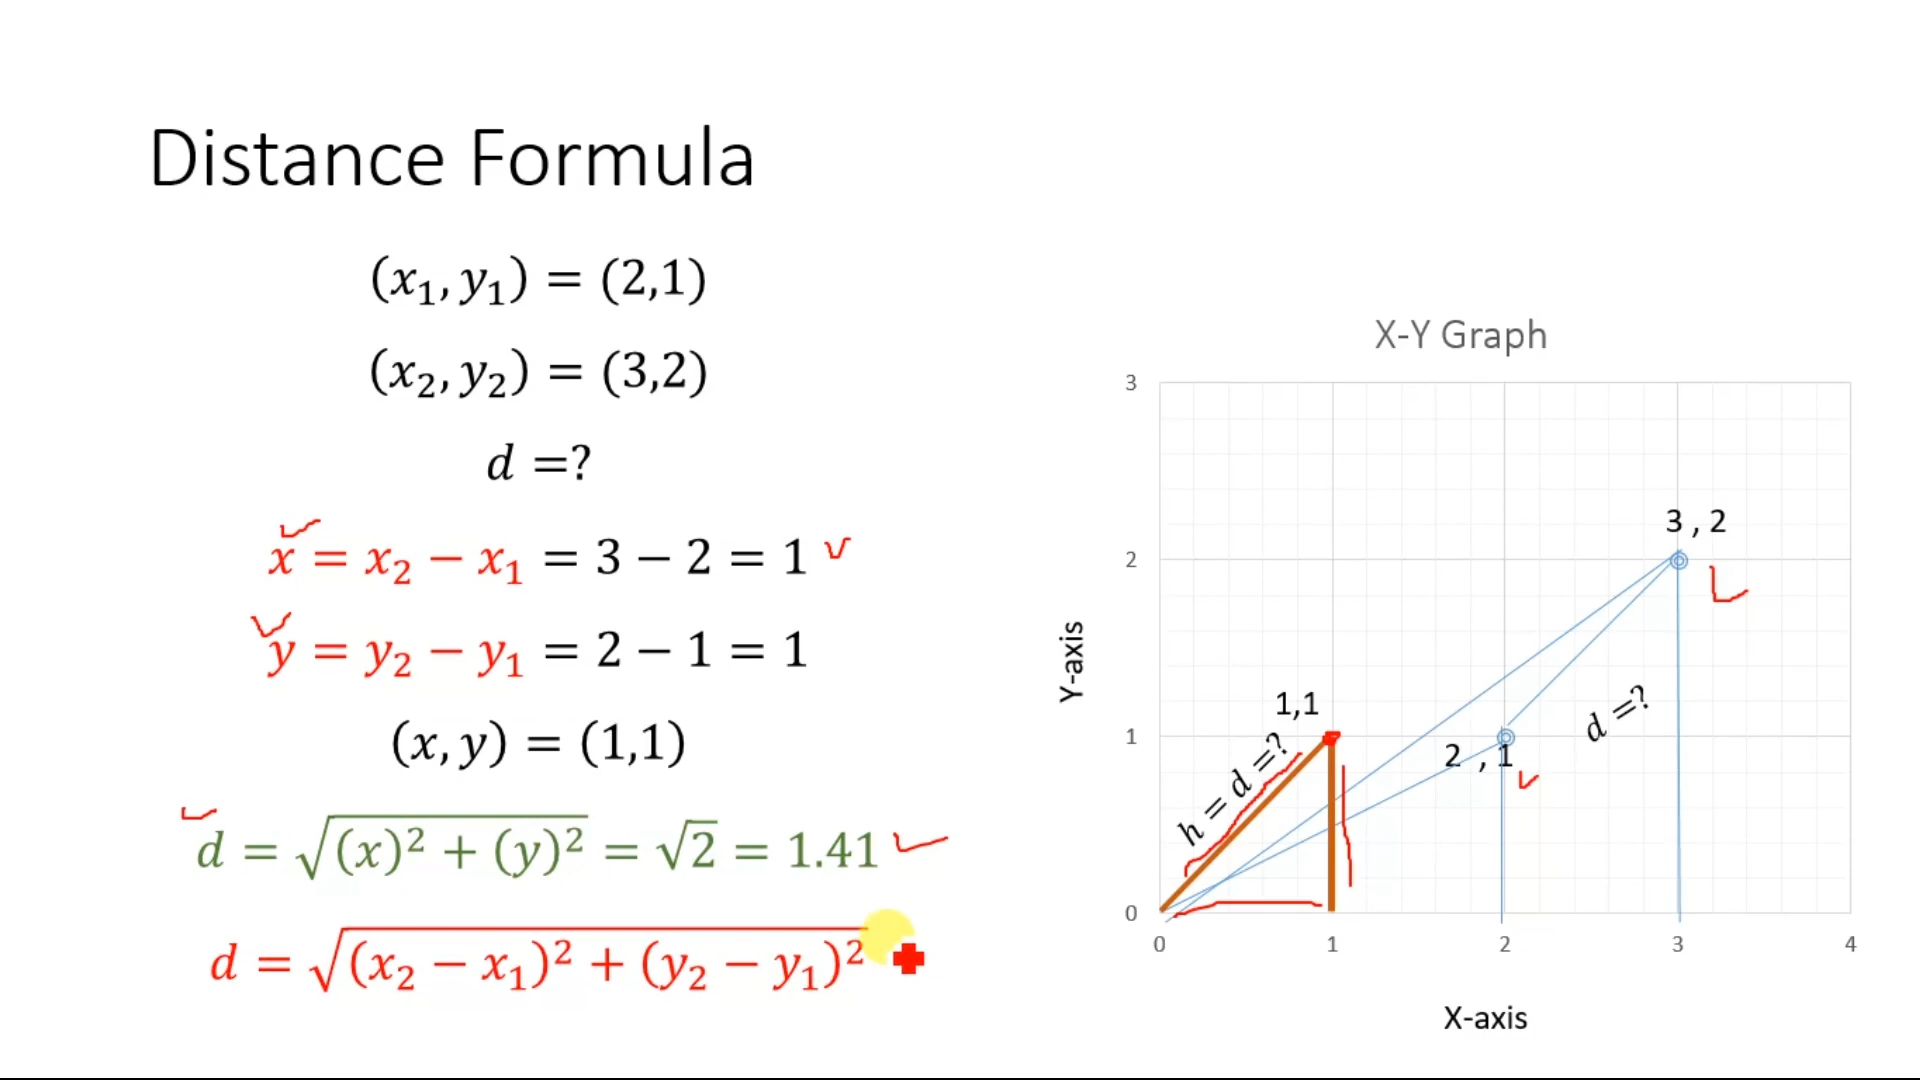 Distance Formula
(x₁, y₁) = (2,1)
(x₂, y₂) = (3,2)
d =?
x = x₂ − x₁ = 3 − 2 = 1
y = y₂ − y₁ = 2 − 1 = 1
(x, y) = (1,1)
d = √((x)² + (y)²) = √2 = 1.41
d = √((x₂ − x₁)² + (y₂ − y₁)²)
X-Y Graph
3
3 , 2
2
Y-axis
d =?
1,1
1
2 , 1
h = d =?
0
0 1 2 3 4
X-axis